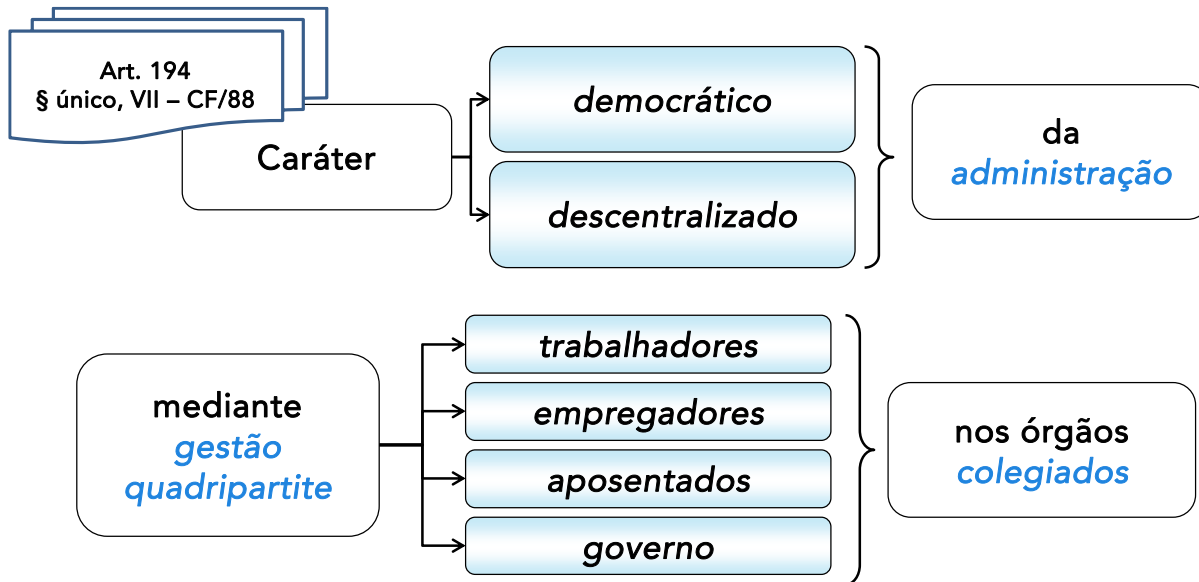 Art. 194
§ único, VII – CF/88
Caráter
democrático
descentralizado
da
administração
mediante
gestão
quadripartite
trabalhadores
empregadores
aposentados
governo
nos órgãos
colegiados